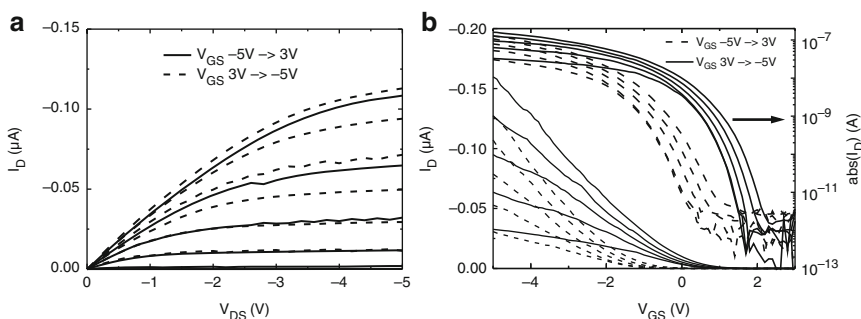 a
V_GS –5V –> 3V
V_GS 3V –> –5V
–0.15
–0.10
–0.05
0.00
I_D (μA)
0 –1 –2 –3 –4 –5
V_DS (V)
b
V_GS –5V –> 3V
V_GS 3V –> –5V
–0.20
–0.15
–0.10
–0.05
0.00
I_D (μA)
–4 –2 0 2
V_GS (V)
10^–7
10^–9
10^–11
10^–13
abs(I_D) (A)